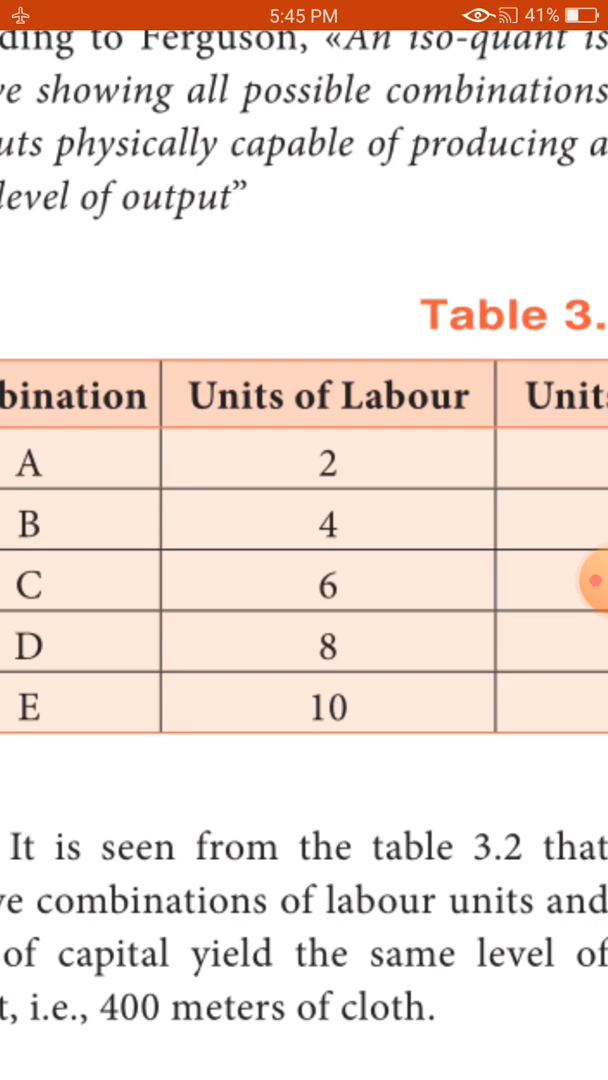 5:45 PM 41%
ding to Ferguson, «An iso-quant is
ve showing all possible combinations
uts physically capable of producing a
level of output”
Table 3.
bination Units of Labour Unit
A 2
B 4
C 6
D 8
E 10
It is seen from the table 3.2 that
ve combinations of labour units and
of capital yield the same level of
t, i.e., 400 meters of cloth.